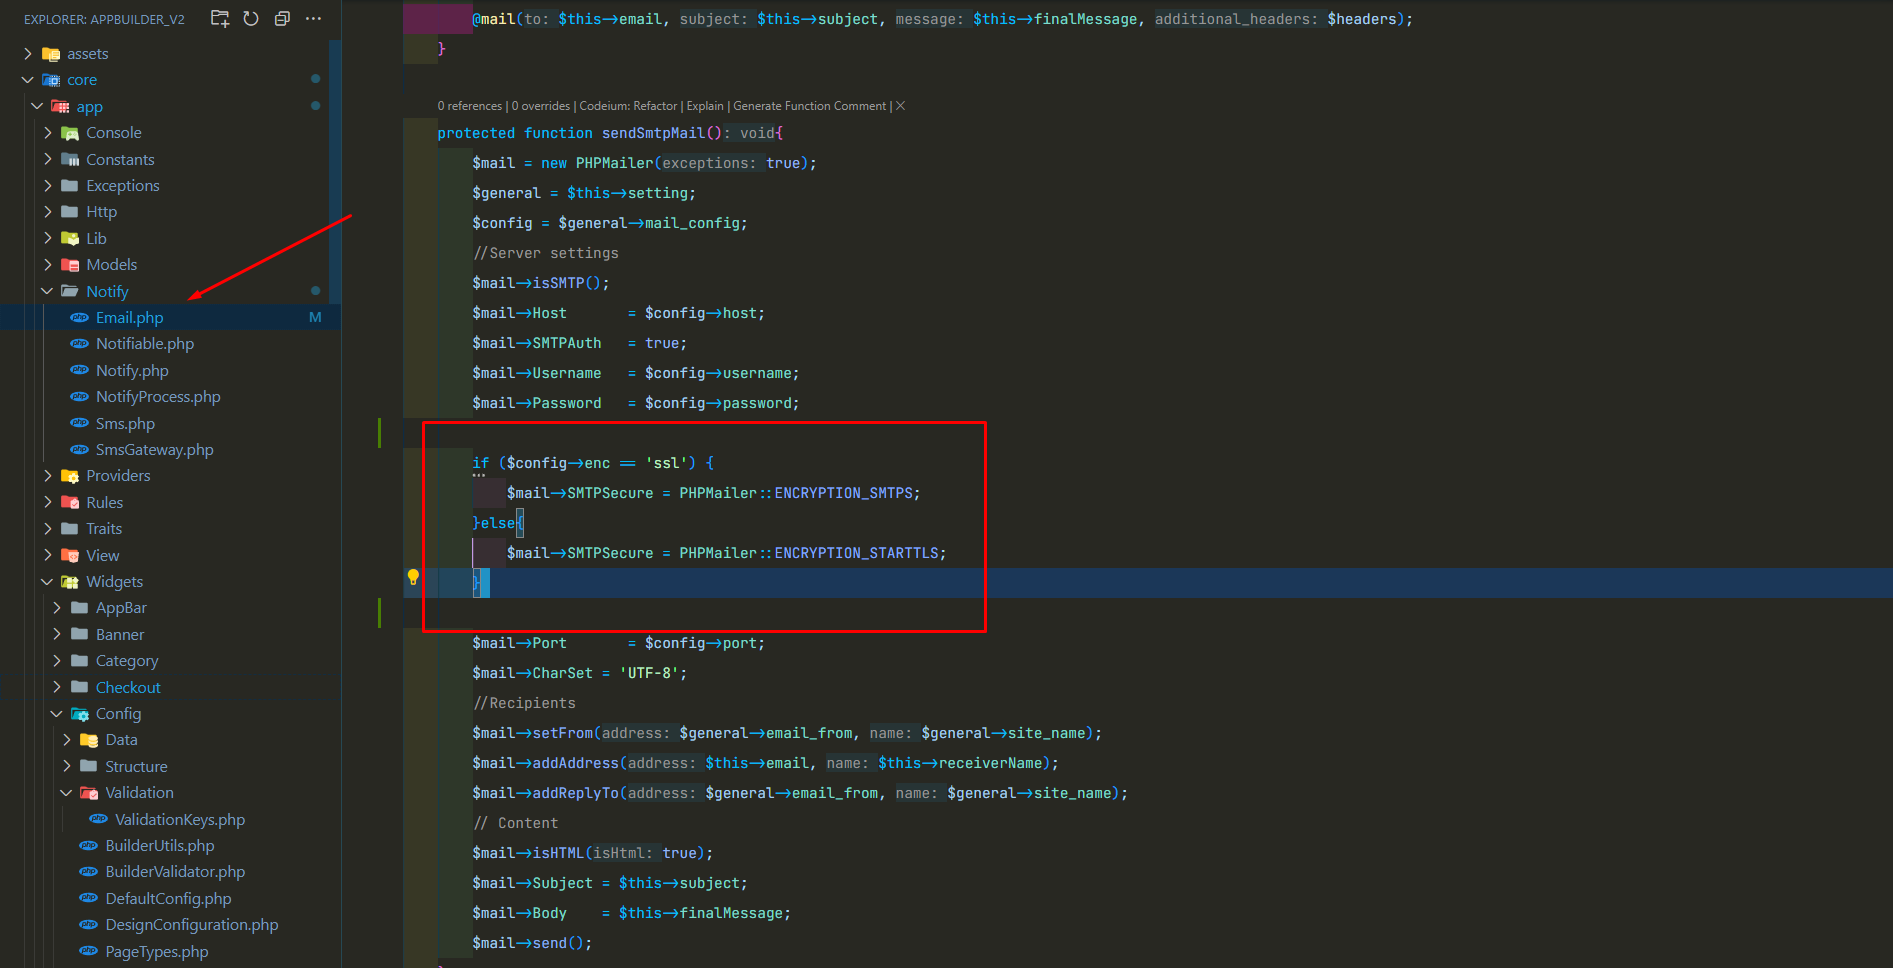 EXPLORER: APPBUILDER_V2
assets
core
app
Console
Constants
Exceptions
Http
Lib
Models
Notify
Email.php M
Notifiable.php
Notify.php
NotifyProcess.php
Sms.php
SmsGateway.php
Providers
Rules
Traits
View
Widgets
AppBar
Banner
Category
Checkout
Config
Data
Structure
Validation
ValidationKeys.php
BuilderUtils.php
BuilderValidator.php
DefaultConfig.php
DesignConfiguration.php
PageTypes.php
@mail(to: $this->email, subject: $this->subject, message: $this->finalMessage, additional_headers: $headers);
}
0 references | 0 overrides | Codeium: Refactor | Explain | Generate Function Comment | ×
protected function sendSmtpMail(): void{
$mail = new PHPMailer(exceptions: true);
$general = $this->setting;
$config = $general->mail_config;
//Server settings
$mail->isSMTP();
$mail->Host = $config->host;
$mail->SMTPAuth = true;
$mail->Username = $config->username;
$mail->Password = $config->password;
if ($config->enc == 'ssl') {
$mail->SMTPSecure = PHPMailer::ENCRYPTION_SMTPS;
}else{
$mail->SMTPSecure = PHPMailer::ENCRYPTION_STARTTLS;
}
$mail->Port = $config->port;
$mail->CharSet = 'UTF-8';
//Recipients
$mail->setFrom(address: $general->email_from, name: $general->site_name);
$mail->addAddress(address: $this->email, name: $this->receiverName);
$mail->addReplyTo(address: $general->email_from, name: $general->site_name);
// Content
$mail->isHTML(isHtml: true);
$mail->Subject = $this->subject;
$mail->Body = $this->finalMessage;
$mail->send();